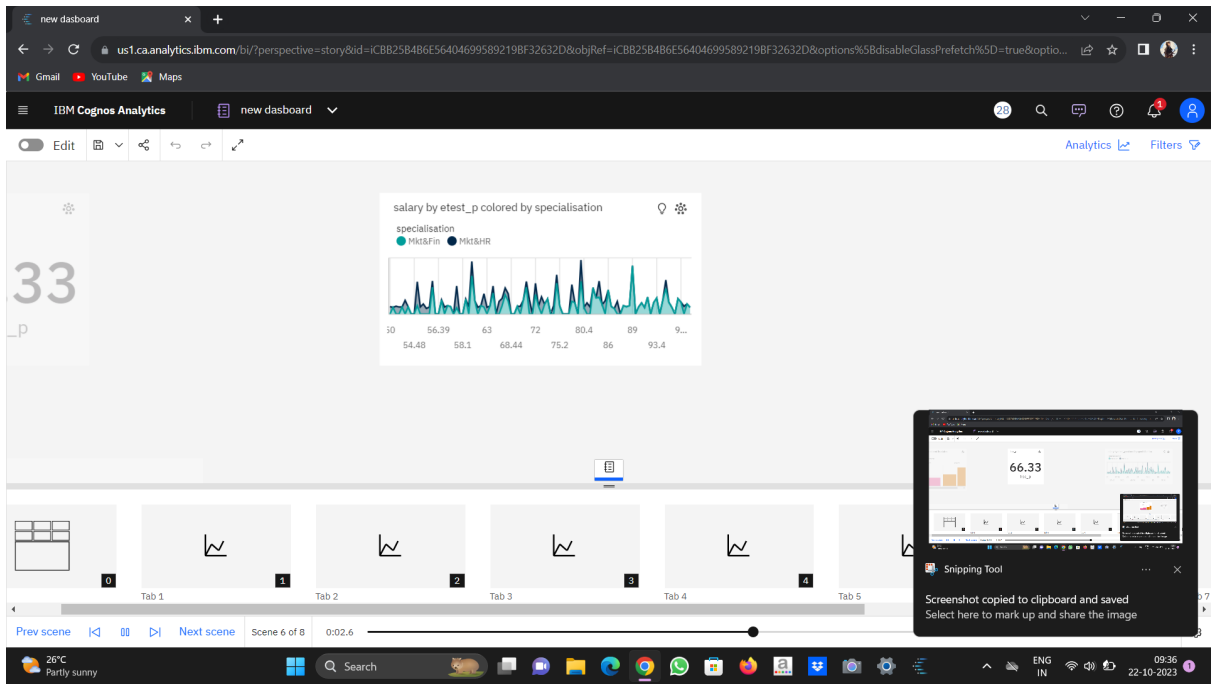 new dasboard
us1.ca.analytics.ibm.com/bi/?perspective=story&id=iCBB25B4B6E56404699589219BF32632D&objRef=iCBB25B4B6E56404699589219BF32632D&options%5BdisableGlassPrefetch%5D=true&optio...
Gmail YouTube Maps
IBM Cognos Analytics new dasboard 28 1
Edit Analytics Filters
salary by etest_p colored by specialisation
specialisation
Mkt&Fin Mkt&HR
.33
_p
56.39 63 72 80.4 89 9...
54.48 58.1 68.44 75.2 86 93.4
66.33
0 1 2 3 4
Tab 1 Tab 2 Tab 3 Tab 4 Tab 5
Snipping Tool
Screenshot copied to clipboard and saved
Select here to mark up and share the image
Prev scene Next scene Scene 6 of 8 0:02.6
26°C
Partly sunny
Search
ENG
IN
09:36
22-10-2023
1